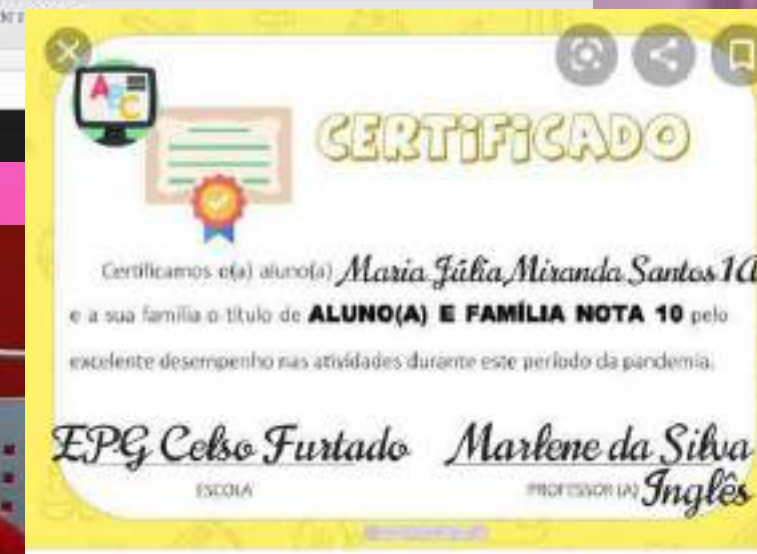 ABC
CERTIFICADO
Certificamos o(a) aluno(a) Maria Júlia Miranda Santos 1A
e a sua família o título de ALUNO(A) E FAMÍLIA NOTA 10 pelo
excelente desempenho nas atividades durante este período da pandemia.
EPG Celso Furtado Marlene da Silva
ESCOLA PROFESSOR (A) Inglês